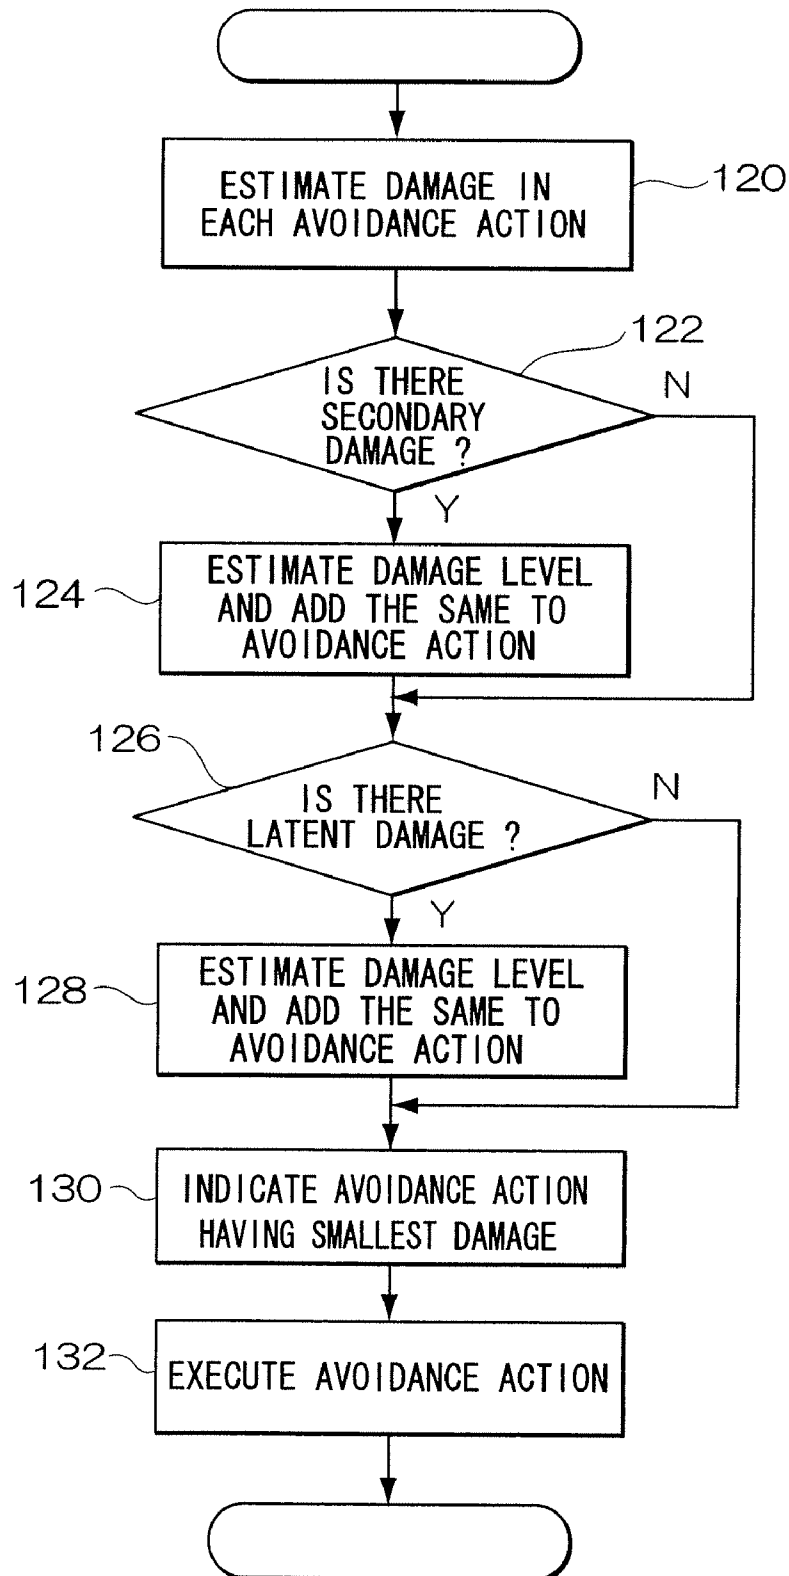 ESTIMATE DAMAGE IN
EACH AVOIDANCE ACTION
120
122
IS THERE
SECONDARY
DAMAGE ?
N
Y
124
ESTIMATE DAMAGE LEVEL
AND ADD THE SAME TO
AVOIDANCE ACTION
126
IS THERE
LATENT DAMAGE ?
N
Y
128
ESTIMATE DAMAGE LEVEL
AND ADD THE SAME TO
AVOIDANCE ACTION
130
INDICATE AVOIDANCE ACTION
HAVING SMALLEST DAMAGE
132
EXECUTE AVOIDANCE ACTION